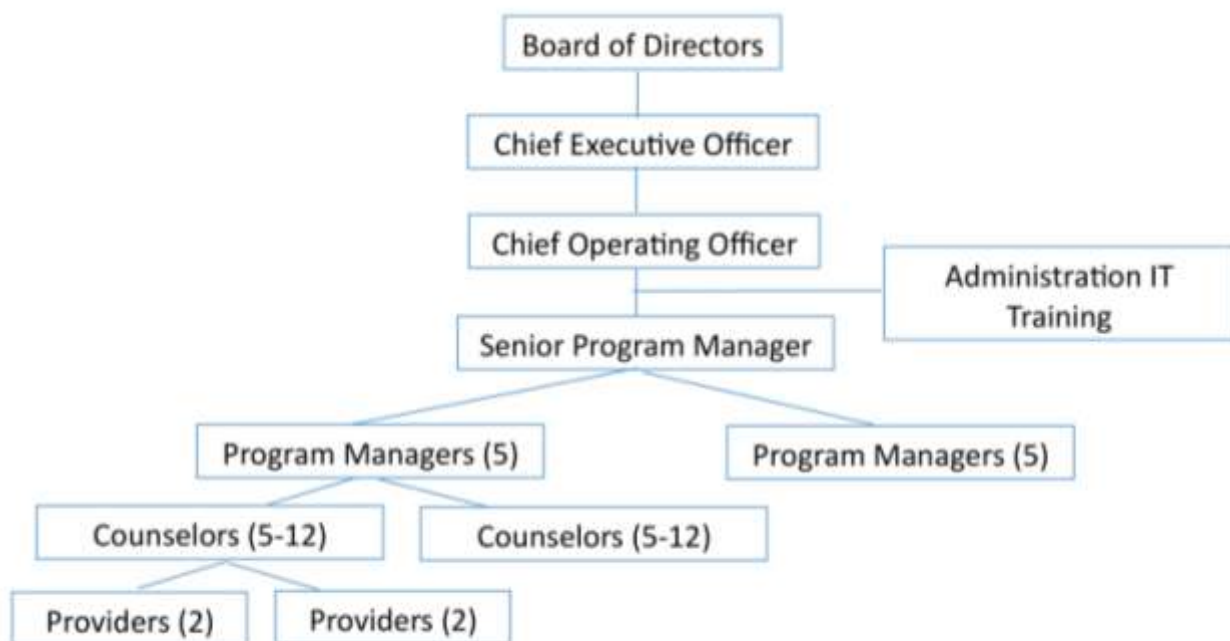 Board of Directors
Chief Executive Officer
Chief Operating Officer
Administration IT
Training
Senior Program Manager
Program Managers (5)
Program Managers (5)
Counselors (5-12)
Counselors (5-12)
Providers (2)
Providers (2)